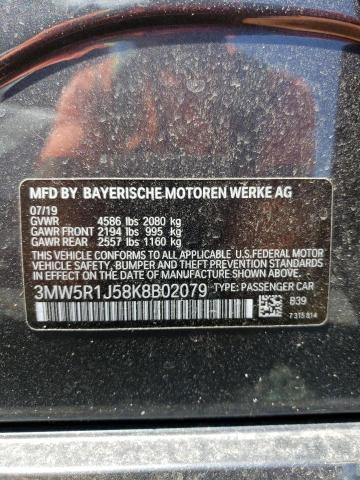 MFD BY BAYERISCHE MOTOREN WERKE AG
07/19
GVWR 4586 lbs 2080 kg
GAWR FRONT 2194 lbs 995 kg
GAWR REAR 2557 lbs 1160 kg
THIS VEHICLE CONFORMS TO ALL APPLICABLE U.S.FEDERAL MOTOR
VEHICLE SAFETY, BUMPER, AND THEFT PREVENTION STANDARDS
IN EFFECT ON THE DATE OF MANUFACTURE SHOWN ABOVE.
3MW5R1J58K8B02079 TYPE: PASSENGER CAR
B39
7 315 814